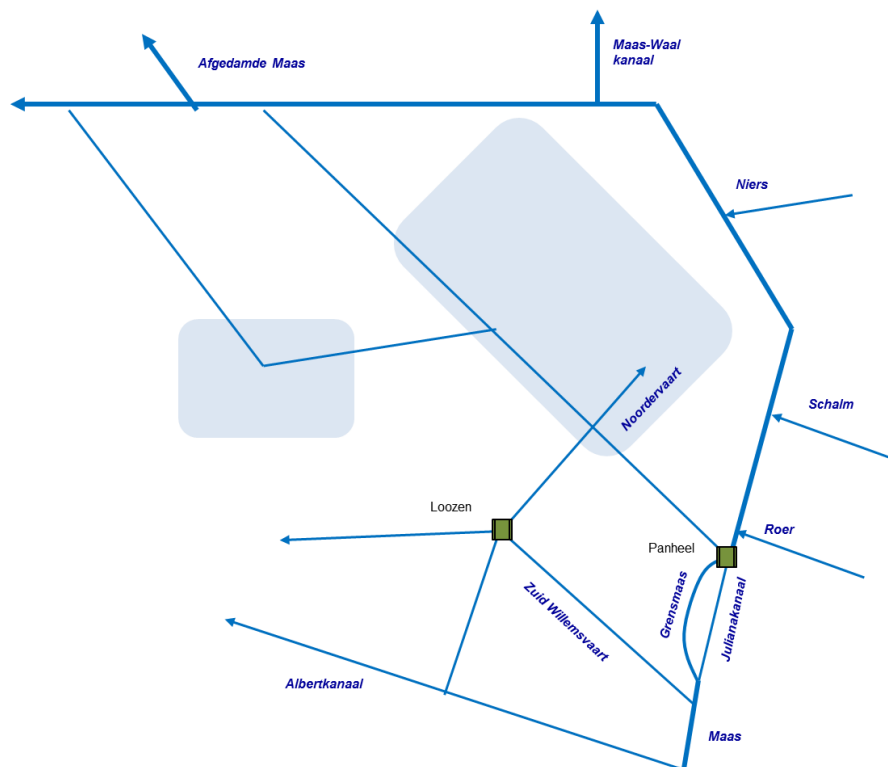 Maas-Waal
kanaal
Afgedamde Maas
Niers
Noordervaart
Schalm
Loozen
Roer
Panheel
Grensmaas
Julianakanaal
Zuid Willemsvaart
Albertkanaal
Maas